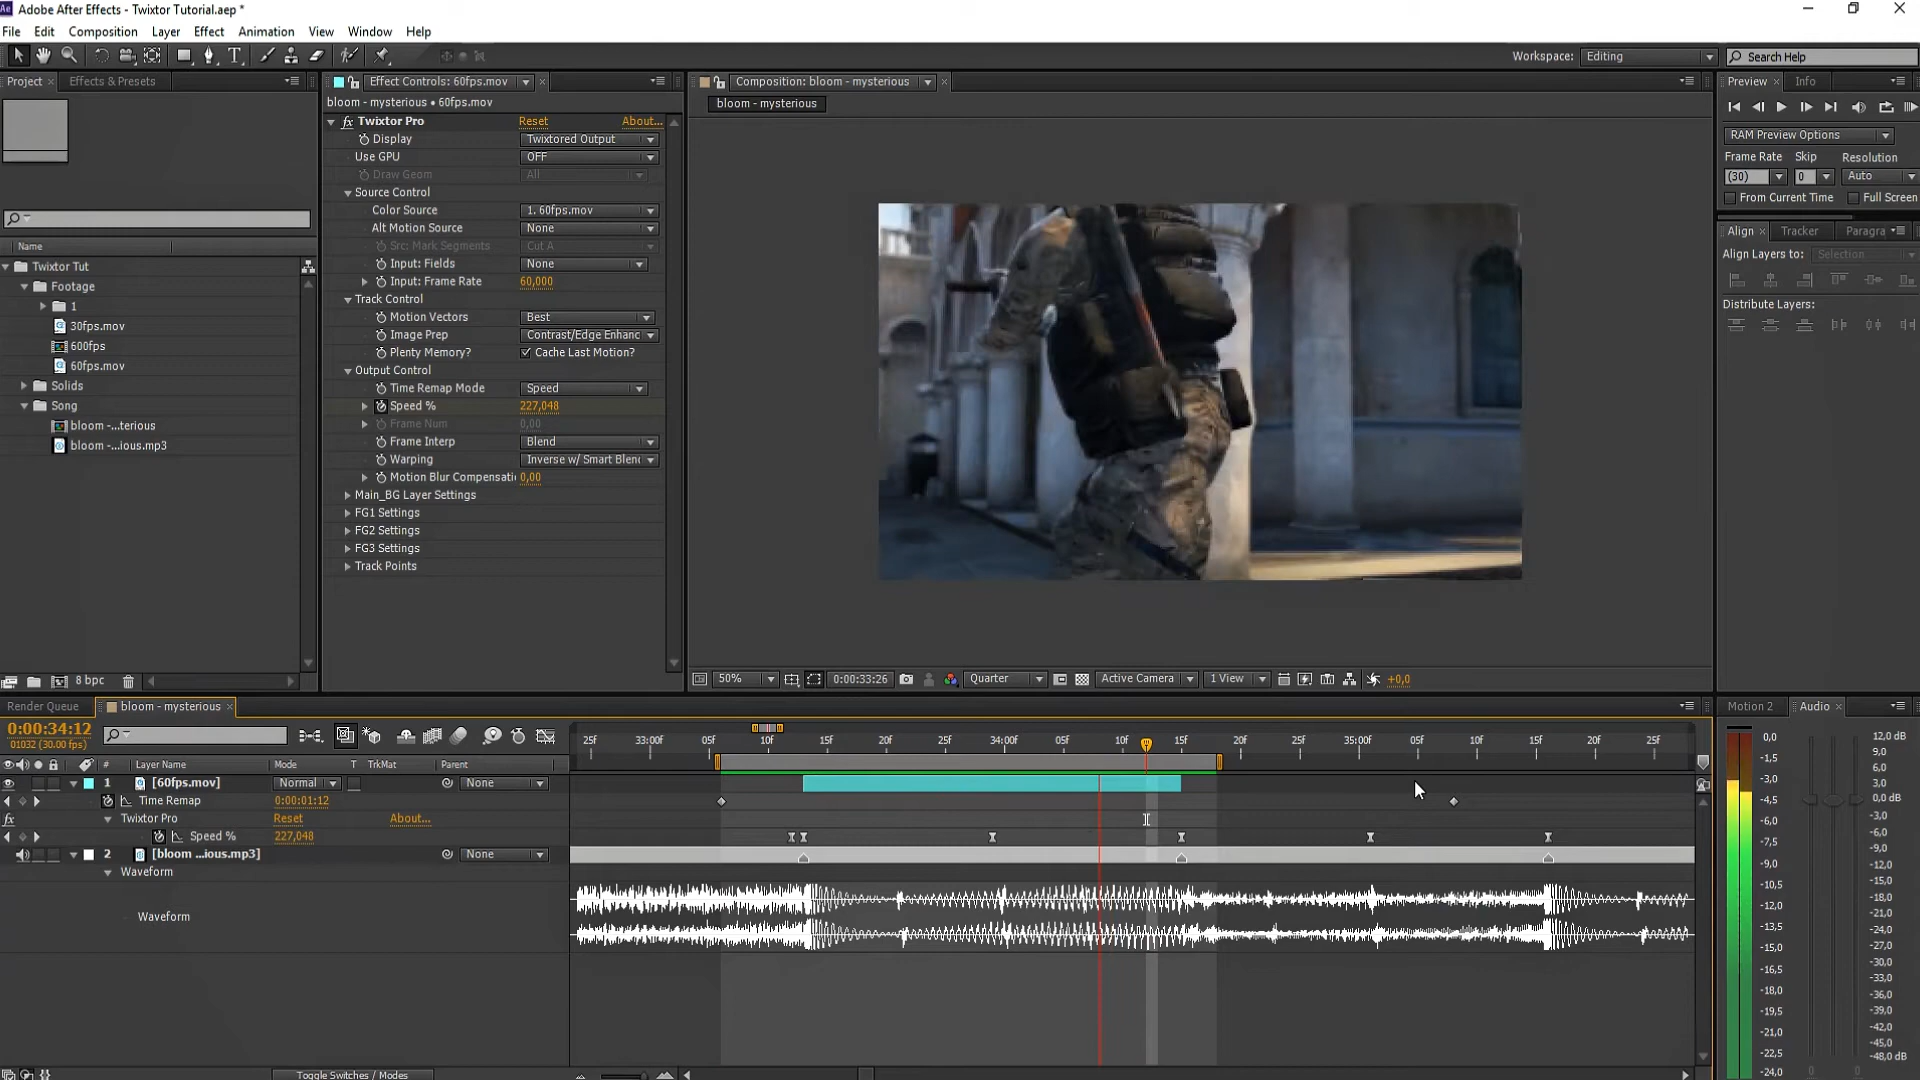 Adobe After Effects - Twixtor Tutorial.aep *
File Edit Composition Layer Effect Animation View Window Help
Workspace: Editing
Search Help
Project Effects & Presets
Name
Twixtor Tut
Footage
1
30fps.mov
600fps
60fps.mov
Solids
Song
bloom -...terious
bloom -...ious.mp3
8 bpc
Effect Controls: 60fps.mov
bloom - mysterious • 60fps.mov
fx Twixtor Pro Reset About...
Display Twixtored Output
Use GPU OFF
Draw Geom All
Source Control
Color Source 1. 60fps.mov
Alt Motion Source None
Src: Mark Segments Cut A
Input: Fields None
Input: Frame Rate 60,000
Track Control
Motion Vectors Best
Image Prep Contrast/Edge Enhanc
Plenty Memory? Cache Last Motion?
Output Control
Time Remap Mode Speed
Speed % 227,048
Frame Num 0,00
Frame Interp Blend
Warping Inverse w/ Smart Blend
Motion Blur Compensati 0,00
Main_BG Layer Settings
FG1 Settings
FG2 Settings
FG3 Settings
Track Points
Composition: bloom - mysterious
bloom - mysterious
50% 0:00:33:26 Quarter Active Camera 1 View +0,0
Preview Info
RAM Preview Options
Frame Rate Skip Resolution
(30) 0 Auto
From Current Time Full Screen
Align Tracker Paragra
Align Layers to: Selection
Distribute Layers:
Render Queue bloom - mysterious
0:00:34:12
01032 (30.00 fps)
25f 33:00f 05f 10f 15f 20f 25f 34:00f 05f 10f 15f 20f 25f 35:00f 05f 10f 15f 20f 25f
# Layer Name Mode T TrkMat Parent
1 [60fps.mov] Normal None
Time Remap 0:00:01:12
fx Twixtor Pro Reset About...
Speed % 227,048
2 [bloom ...ious.mp3] None
Waveform
Waveform
Toggle Switches / Modes
Motion 2 Audio
0,0
-1,5
-3,0
-4,5
-6,0
-7,5
-9,0
-10,5
-12,0
-13,5
-15,0
-16,5
-18,0
-19,5
-21,0
-22,5
-24,0
12,0 dB
9,0
6,0
3,0
0,0 dB
-3,0
-6,0
-9,0
-12,0
-15,0
-18,0
-21,0
-24,0
-27,0
-30,0
-33,0
-36,0
-39,0
-42,0
-45,0
-48,0 dB